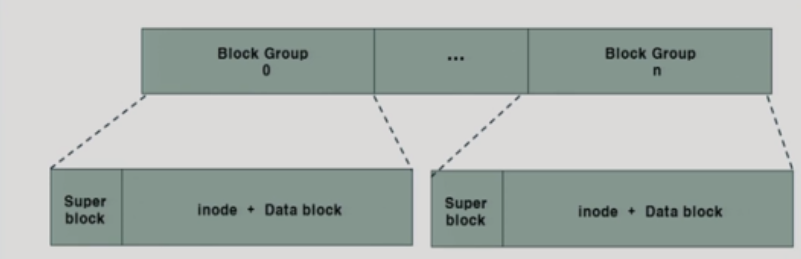 Block Group
0
...
Block Group
n
Super
block
inode + Data block
Super
block
inode + Data block